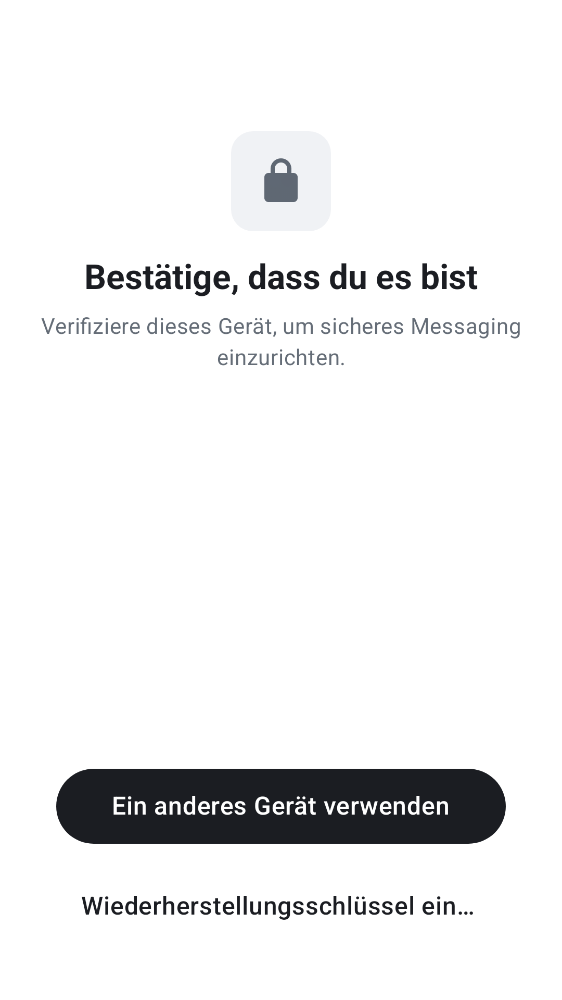 Bestätige, dass du es bist
Verifiziere dieses Gerät, um sicheres Messaging
einzurichten.
Ein anderes Gerät verwenden
Wiederherstellungsschlüssel ein…